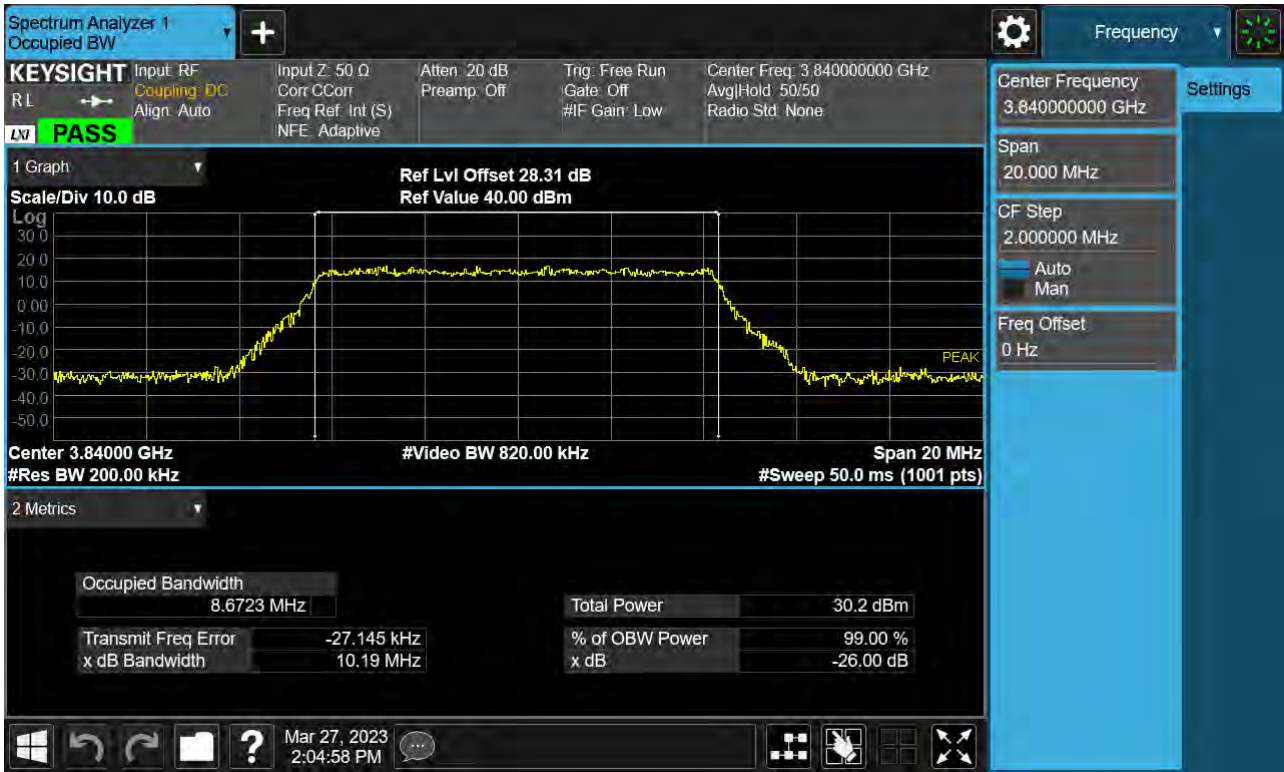 Spectrum Analyzer 1
Occupied BW
+
Frequency
KEYSIGHT
RL
LXI
PASS
Input: RF
Coupling: DC
Align: Auto
Input Z: 50 Ω
Corr CCorr
Freq Ref: Int (S)
NFE: Adaptive
Atten: 20 dB
Preamp: Off
Trig: Free Run
Gate: Off
#IF Gain: Low
Center Freq: 3.840000000 GHz
Avg|Hold: 50/50
Radio Std: None
Center Frequency
3.840000000 GHz
Settings
Span
20.000 MHz
CF Step
2.000000 MHz
Auto
Man
Freq Offset
0 Hz
1 Graph
Scale/Div 10.0 dB
Ref Lvl Offset 28.31 dB
Ref Value 40.00 dBm
Log
30.0
20.0
10.0
0.00
-10.0
-20.0
-30.0
-40.0
-50.0
PEAK
Center 3.84000 GHz
#Video BW 820.00 kHz
Span 20 MHz
#Res BW 200.00 kHz
#Sweep 50.0 ms (1001 pts)
2 Metrics
Occupied Bandwidth
8.6723 MHz
Total Power 30.2 dBm
Transmit Freq Error -27.145 kHz
% of OBW Power 99.00 %
x dB Bandwidth 10.19 MHz
x dB -26.00 dB
?
Mar 27, 2023
2:04:58 PM